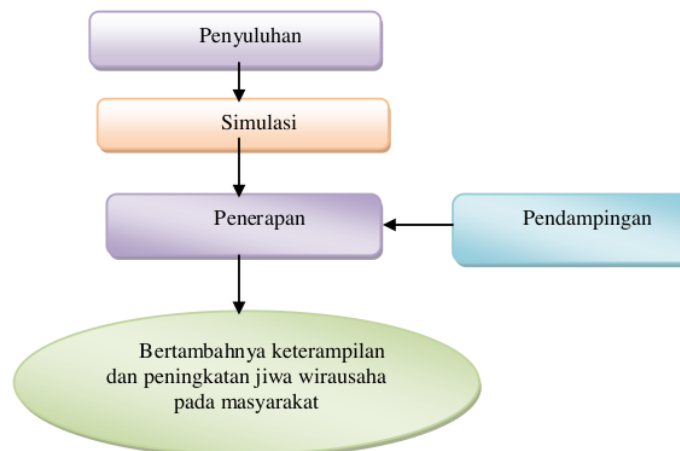 Penyuluhan
Simulasi
Penerapan
Pendampingan
Bertambahnya keterampilan
dan peningkatan jiwa wirausaha
pada masyarakat